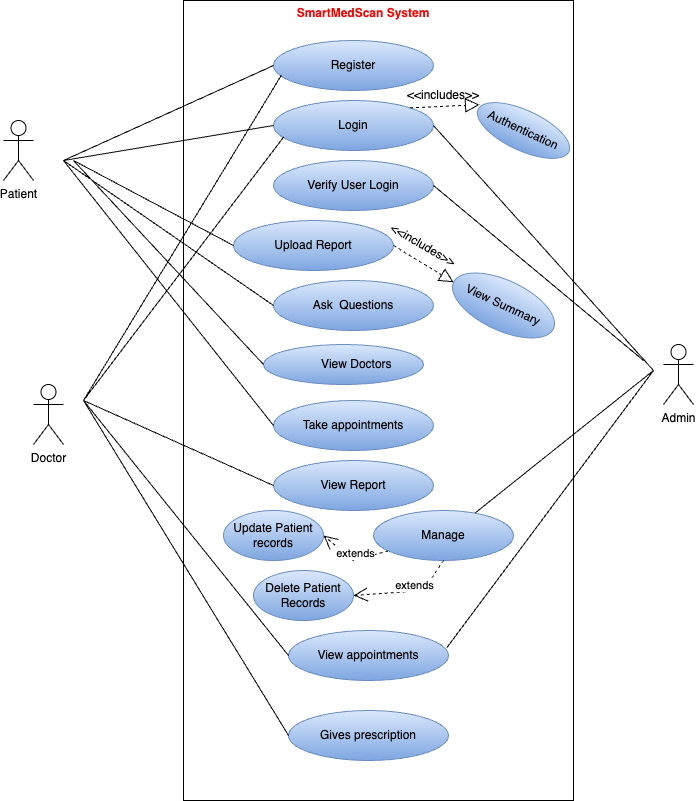 SmartMedScan System
Register
<<includes>>
Login
Authentication
Patient
Verify User Login
Upload Report
<<includes>>
View Summary
Ask  Questions
View Doctors
Admin
Take appointments
Doctor
View Report
Update Patient
records
Manage
extends
extends
Delete Patient
Records
View appointments
Gives prescription